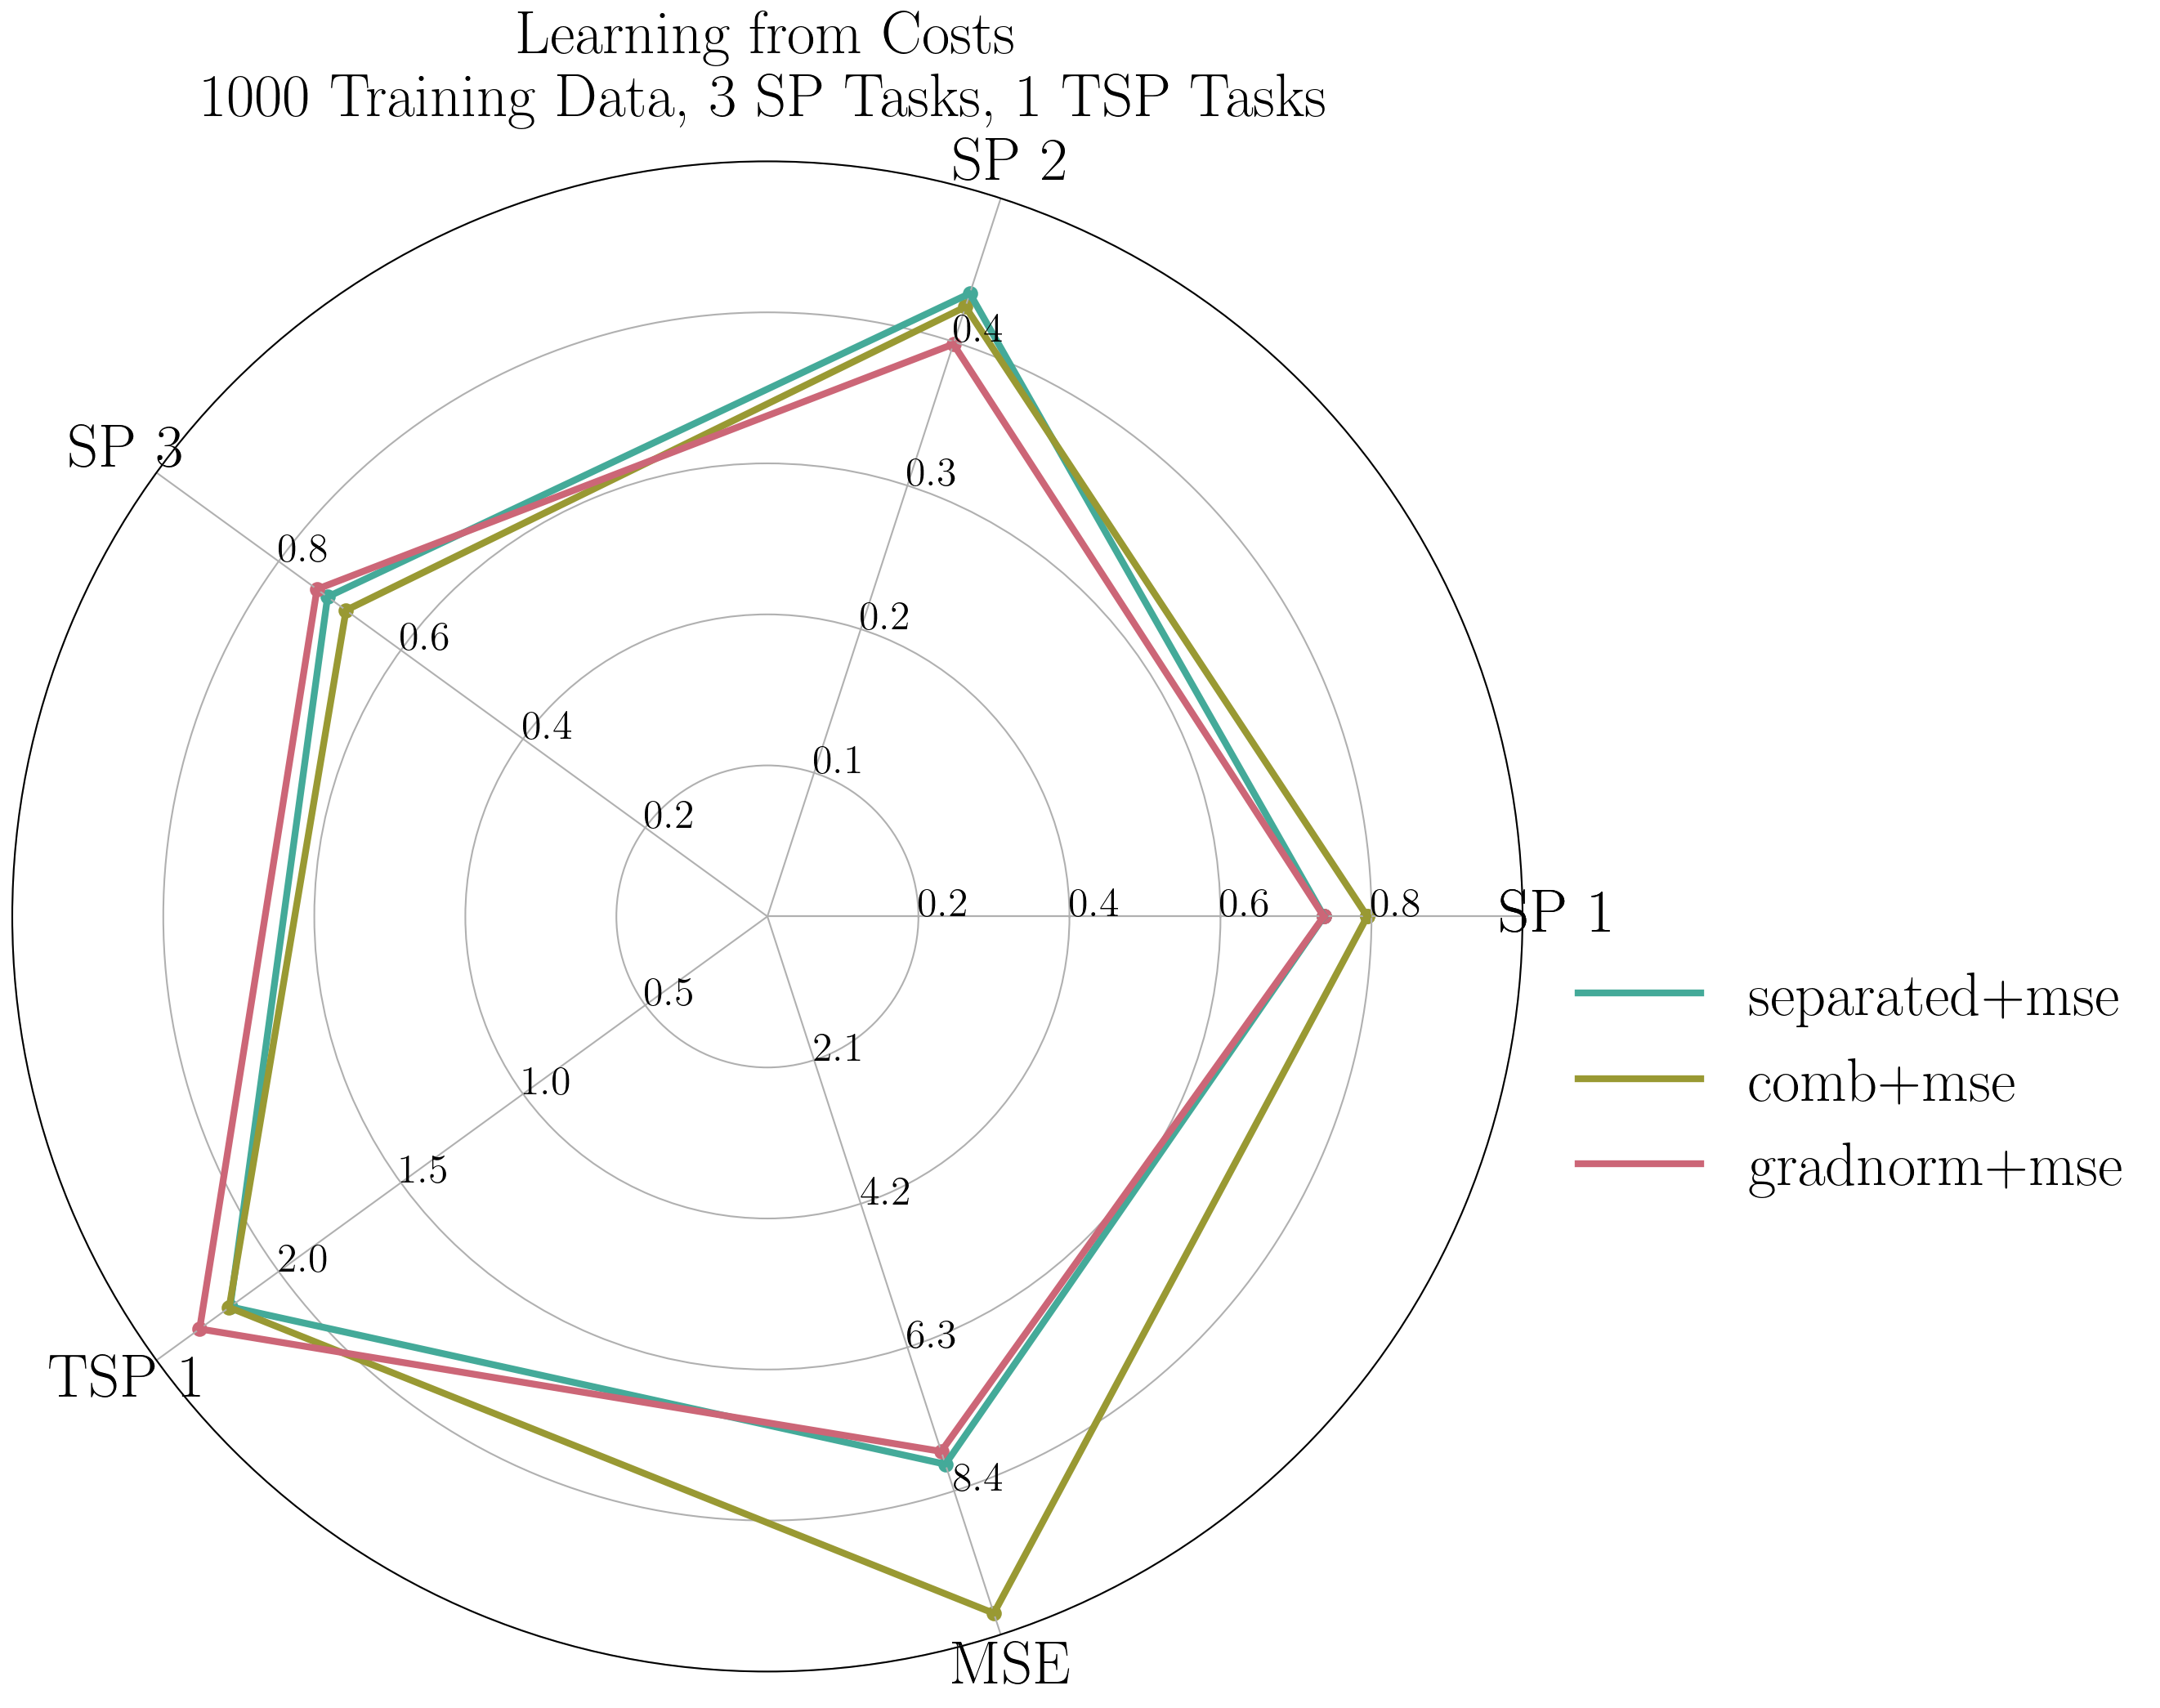 Learning from Costs
1000 Training Data, 3 SP Tasks, 1 TSP Tasks
SP 2
0.4
SP 3
0.3
0.8
0.6
0.2
0.4
0.1
0.2
0.2
0.4
0.6
0.8
SP 1
0.5
separated+mse
2.1
1.0
comb+mse
1.5
4.2
gradnorm+mse
2.0
6.3
TSP 1
8.4
MSE